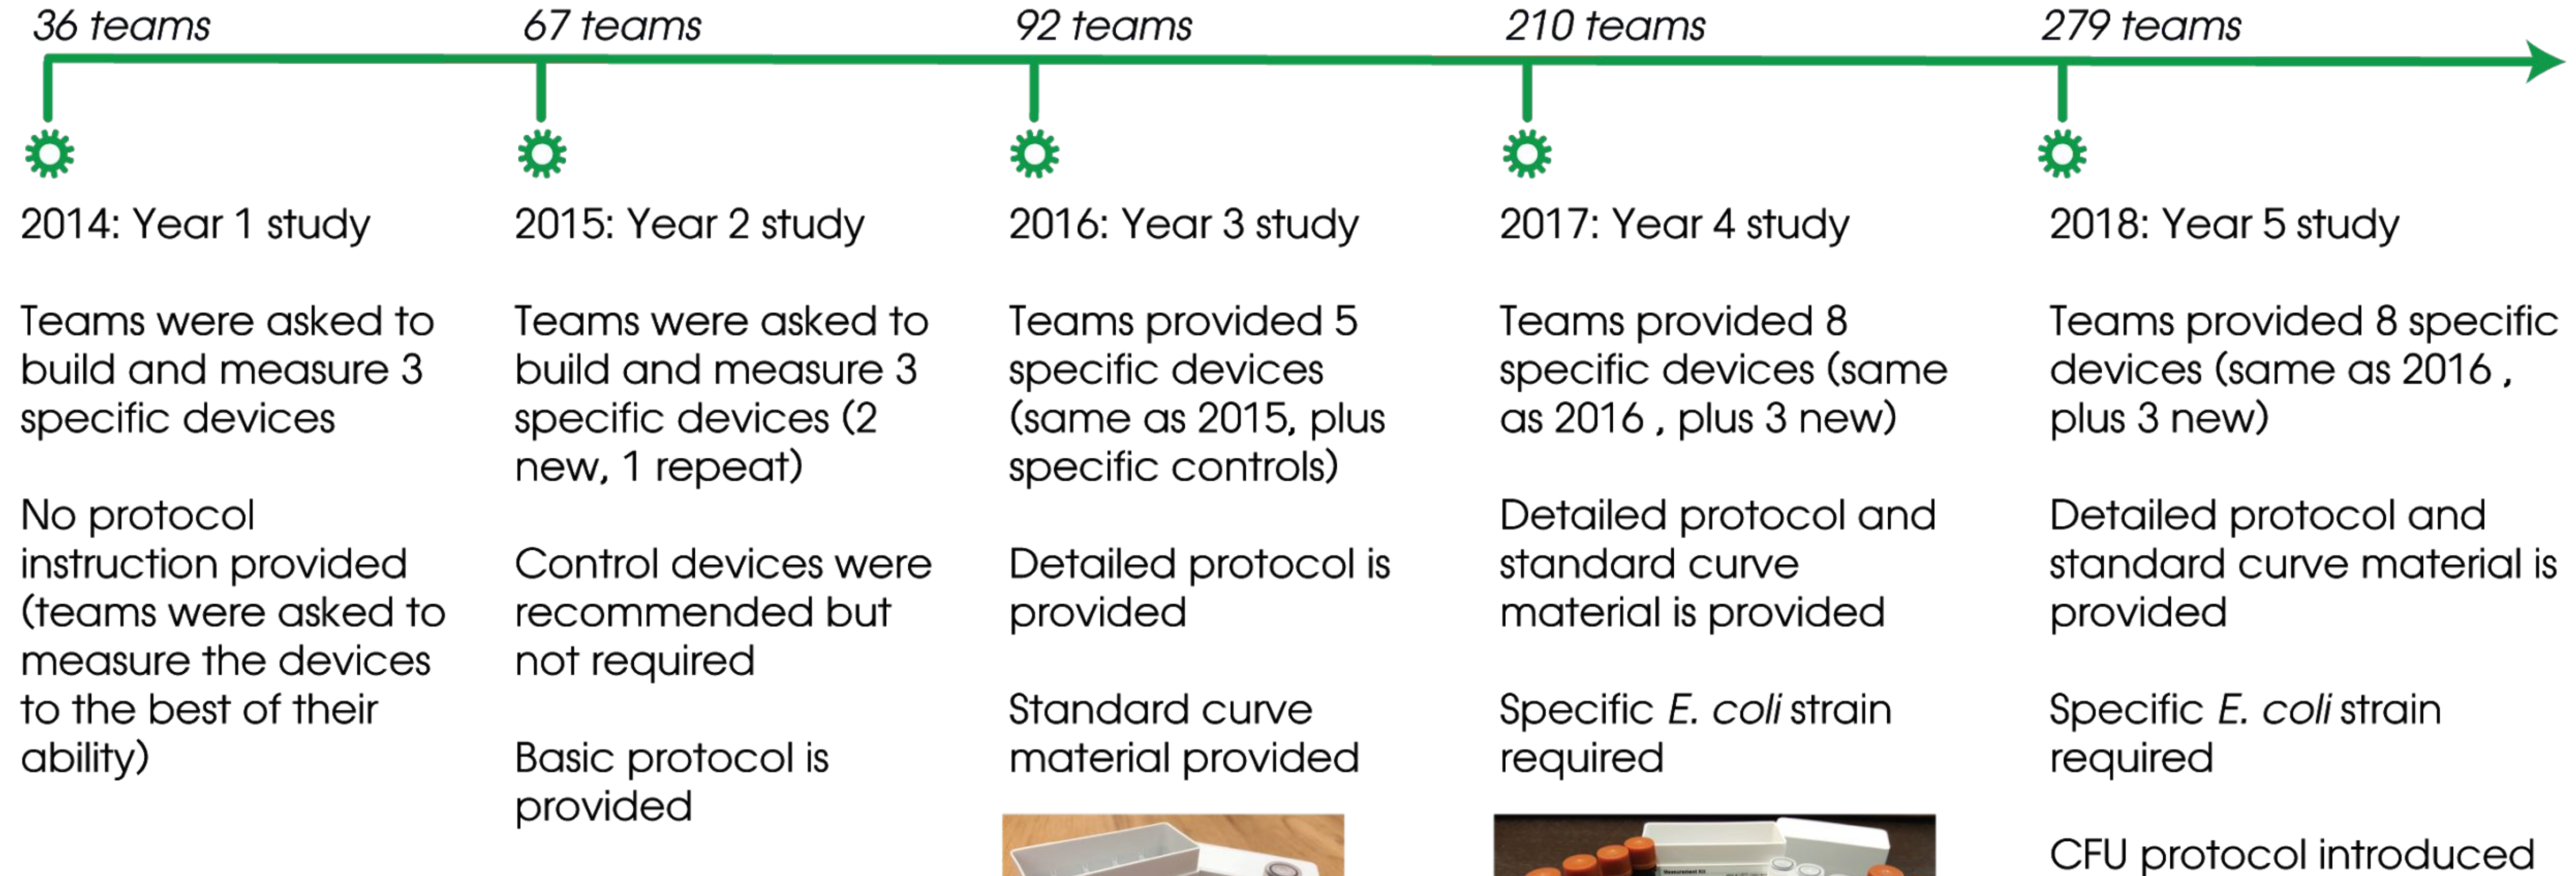 36 teams
67 teams
92 teams
210 teams
279 teams
2014: Year 1 study
Teams were asked to
build and measure 3
specific devices
No protocol
instruction provided
(teams were asked to
measure the devices
to the best of their
ability)
2015: Year 2 study
Teams were asked to
build and measure 3
specific devices (2
new, 1 repeat)
Control devices were
recommended but
not required
Basic protocol is
provided
2016: Year 3 study
Teams provided 5
specific devices
(same as 2015, plus
specific controls)
Detailed protocol is
provided
Standard curve
material provided
2017: Year 4 study
Teams provided 8
specific devices (same
as 2016 , plus 3 new)
Detailed protocol and
standard curve
material is provided
Specific E. coli strain
required
Measurement Kit
2018: Year 5 study
Teams provided 8 specific
devices (same as 2016 ,
plus 3 new)
Detailed protocol and
standard curve material is
provided
Specific E. coli strain
required
CFU protocol introduced